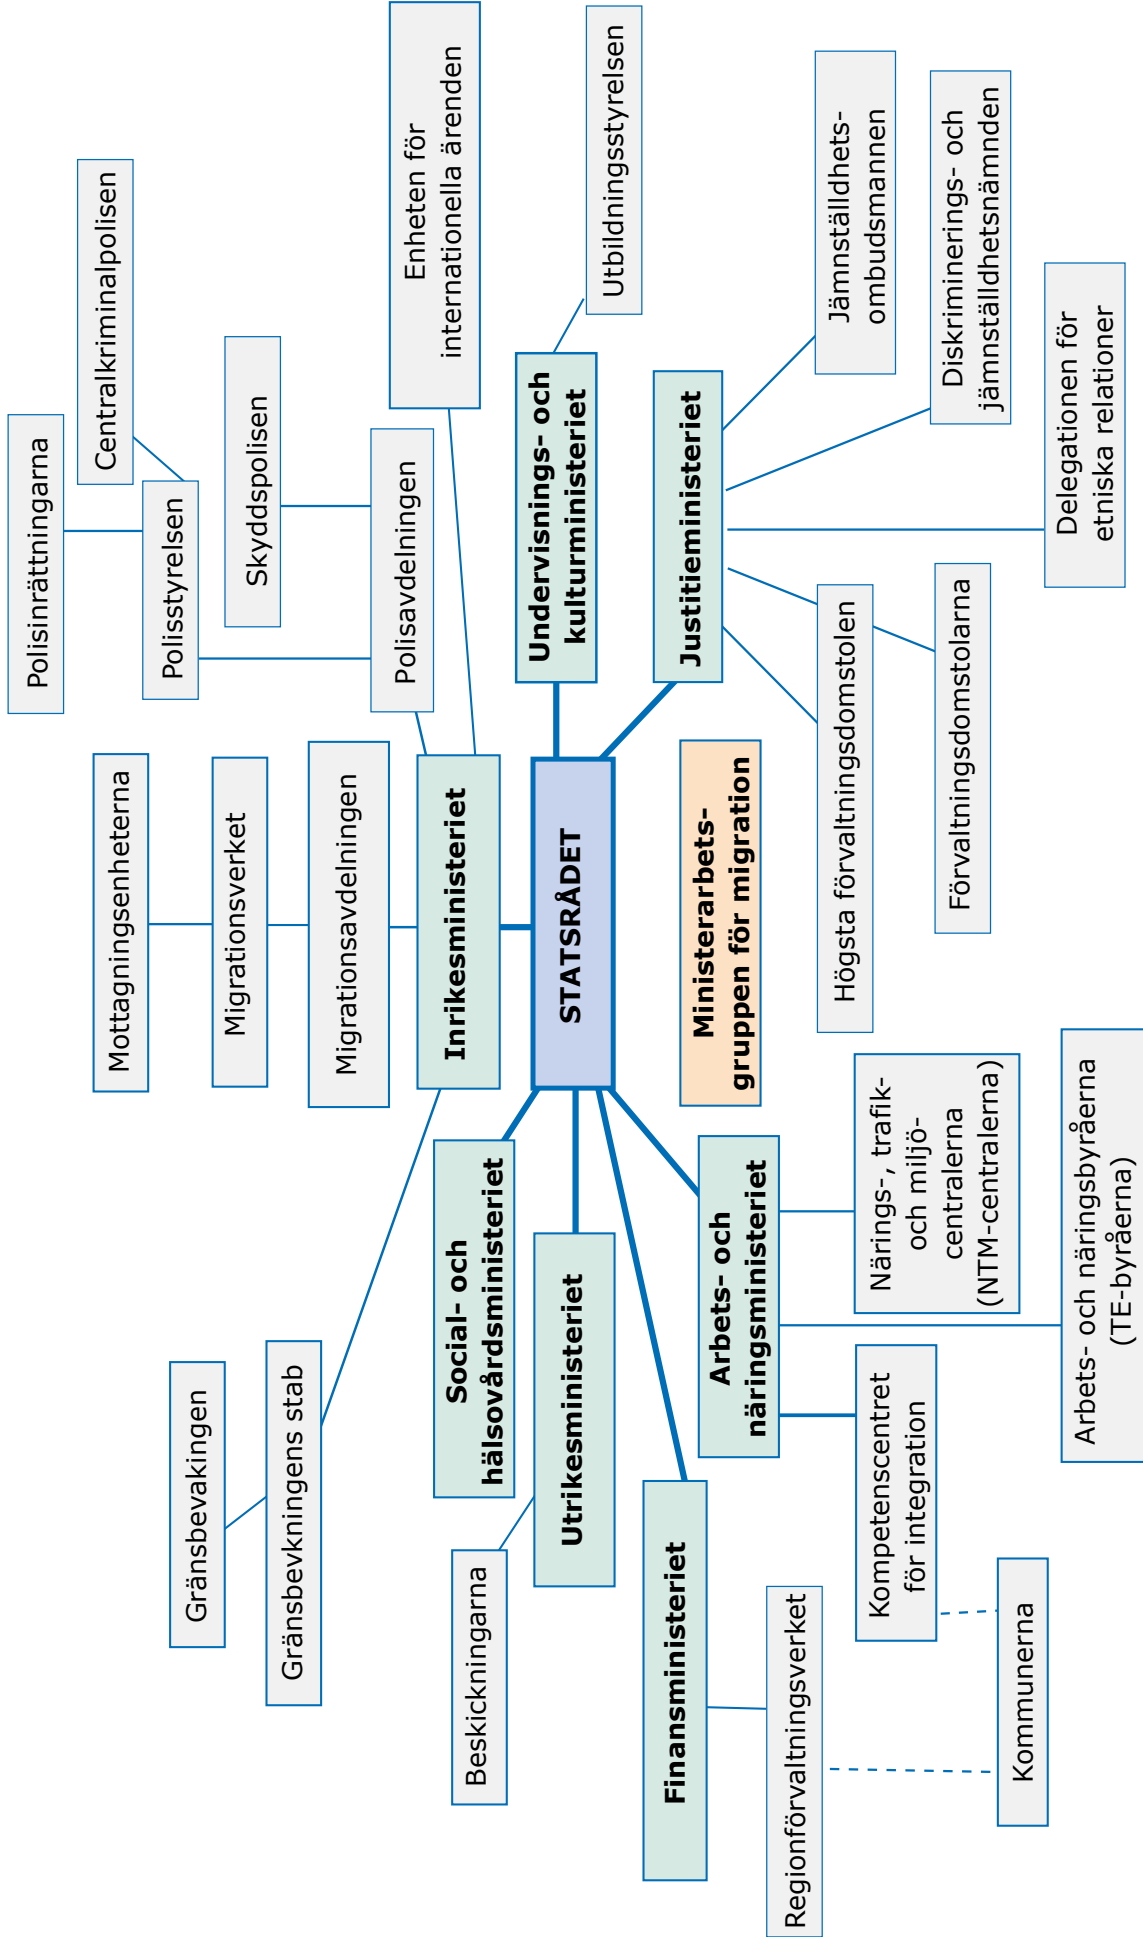 Polisinrättningarna
Centralkriminalpolisen
Mottagningsenheterna
Polisstyrelsen
Gränsbevakingen
Migrationsverket
Skyddspolisen
Gränsbevkningens stab
Migrationsavdelningen
Polisavdelningen
Enheten för
internationella ärenden
Inrikesministeriet
Social- och
hälsovårdsministeriet
Beskickningarna
Undervisnings- och
kulturministeriet
STATSRÅDET
Utrikesministeriet
Utbildningsstyrelsen
Finansministeriet
Justitieministeriet
Ministerarbets-
gruppen för migration
Arbets- och
näringsministeriet
Regionförvaltningsverket
Högsta förvaltningsdomstolen
Jämnställdhets-
ombudsmannen
Kompetenscentret
för integration
Närings-, trafik-
och miljö-
centralerna
(NTM-centralerna)
Förvaltningsdomstolarna
Diskriminerings- och
jämnställdhetsnämnden
Kommunerna
Delegationen för
etniska relationer
Arbets- och näringsbyråerna
(TE-byråerna)